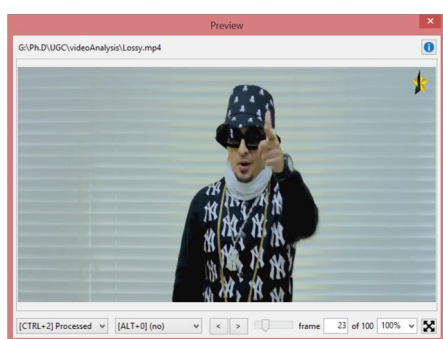 Preview
G:\Ph.D\UGC\videoAnalysis\Lossy.mp4
[CTRL+2] Processed [ALT+0] (no) < > frame 23 of 100 100%